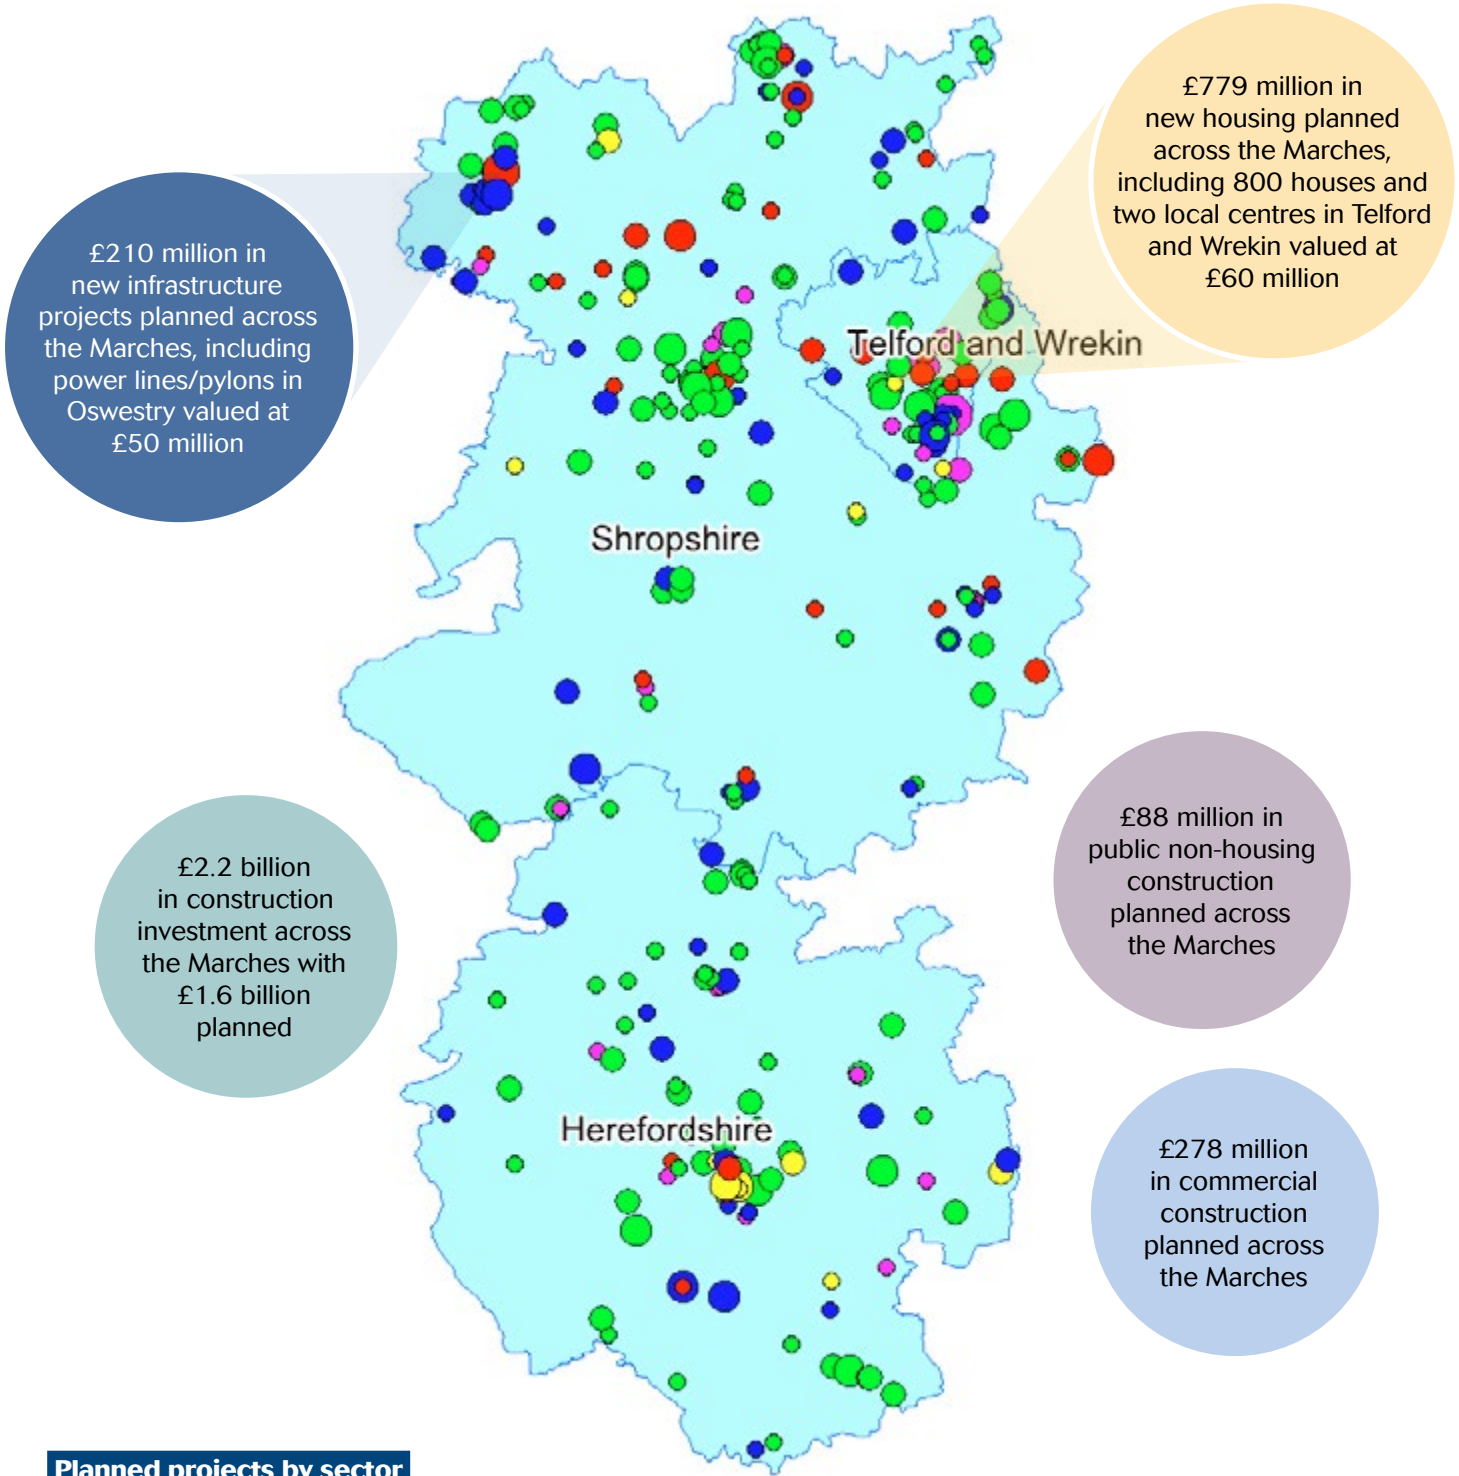 £779 million in
new housing planned
across the Marches,
including 800 houses and
two local centres in Telford
and Wrekin valued at
£60 million
£210 million in
new infrastructure
projects planned across
the Marches, including
power lines/pylons in
Oswestry valued at
£50 million
Telford and Wrekin
Shropshire
£88 million in
public non-housing
construction
planned across
the Marches
£2.2 billion
in construction
investment across
the Marches with
£1.6 billion
planned
Herefordshire
£278 million
in commercial
construction
planned across
the Marches
Planned projects by sector